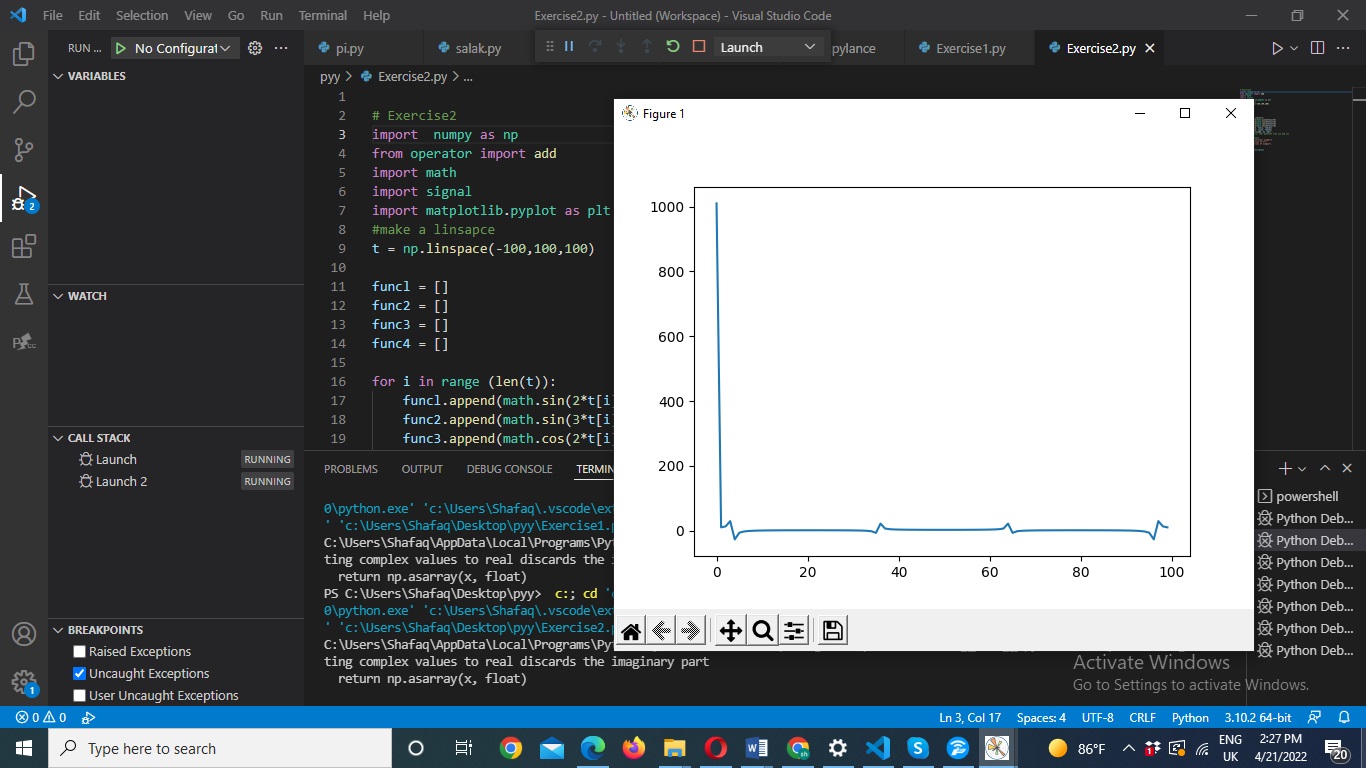 File Edit Selection View Go Run Terminal Help
Exercise2.py - Untitled (Workspace) - Visual Studio Code
RUN ... No Configurat
pi.py salak.py Launch pylance Exercise1.py Exercise2.py
VARIABLES
pyy > Exercise2.py > ...
1
2 # Exercise2
3 import  numpy as np
4 from operator import add
5 import math
6 import signal
7 import matplotlib.pyplot as plt
8 #make a linsapce
9 t = np.linspace(-100,100,100)
10
11 func1 = []
12 func2 = []
13 func3 = []
14 func4 = []
15
16 for i in range (len(t)):
17 func1.append(math.sin(2*t[i
18 func2.append(math.sin(3*t[i
19 func3.append(math.cos(2*t[i
Figure 1
1000
800
600
400
200
0
0 20 40 60 80 100
WATCH
CALL STACK
Launch RUNNING
Launch 2 RUNNING
BREAKPOINTS
Raised Exceptions
Uncaught Exceptions
User Uncaught Exceptions
PROBLEMS OUTPUT DEBUG CONSOLE TERMIN
0\python.exe' 'c:\Users\Shafaq\.vscode\ext
' 'c:\Users\Shafaq\Desktop\pyy\Exercise1.p
C:\Users\Shafaq\AppData\Local\Programs\Pyt
ting complex values to real discards the i
return np.asarray(x, float)
PS C:\Users\Shafaq\Desktop\pyy>  c:; cd 'c
0\python.exe' 'c:\Users\Shafaq\.vscode\ext
' 'c:\Users\Shafaq\Desktop\pyy\Exercise2.p
C:\Users\Shafaq\AppData\Local\Programs\Pyt
ting complex values to real discards the imaginary part
return np.asarray(x, float)
powershell
Python Deb...
Python Deb...
Python Deb...
Python Deb...
Python Deb...
Python Deb...
Python Deb...
Activate Windows
Go to Settings to activate Windows.
2
1
0 0
Ln 3, Col 17 Spaces: 4 UTF-8 CRLF Python 3.10.2 64-bit
Type here to search
86°F
ENG
UK
2:27 PM
4/21/2022
20